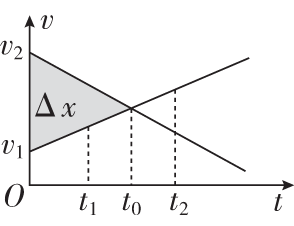 v
v₂
Δx
v₁
O t₁ t₀ t₂ t